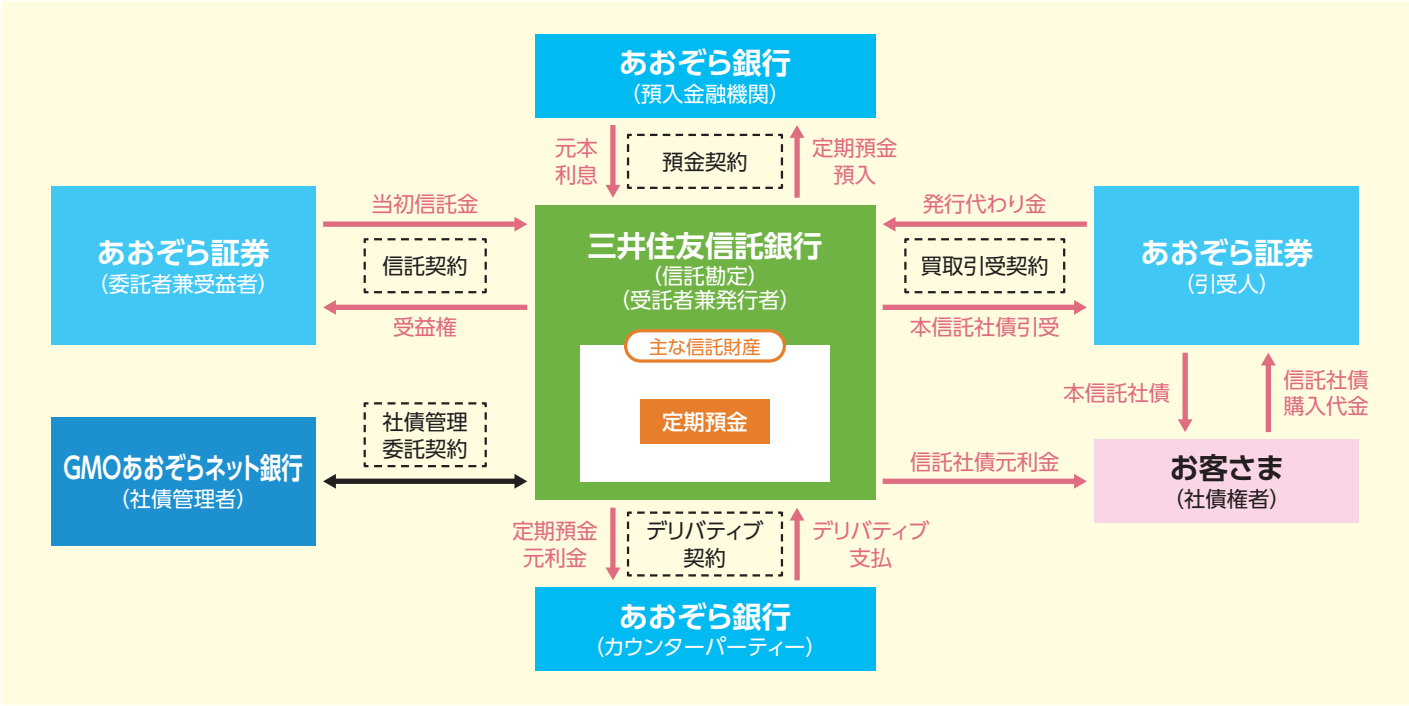 あおぞら銀行
(預入金融機関)
元本
利息
預金契約
定期預金
預入
あおぞら証券
(委託者兼受益者)
当初信託金
信託契約
受益権
三井住友信託銀行
(信託勘定)
(受託者兼発行者)
主な信託財産
定期預金
発行代わり金
買取引受契約
本信託社債引受
あおぞら証券
(引受人)
本信託社債
信託社債
購入代金
GMOあおぞらネット銀行
(社債管理者)
社債管理
委託契約
信託社債元利金
お客さま
(社債権者)
定期預金
元利金
デリバティブ
契約
デリバティブ
支払
あおぞら銀行
(カウンターパーティー)